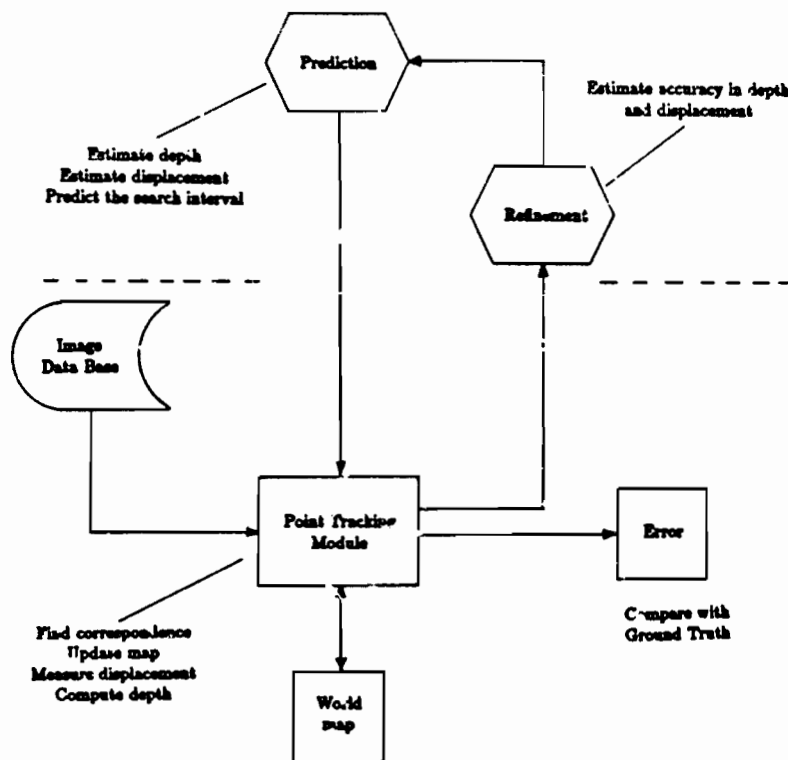 Prediction
Estimate accuracy in depth
and displacement
Estimate depth
Estimate displacement
Predict the search interval
Refinement
Image
Data Base
Point Tracking
Module
Error
Compare with
Ground Truth
Find correspondence
Update map
Measure displacement
Compute depth
World
map